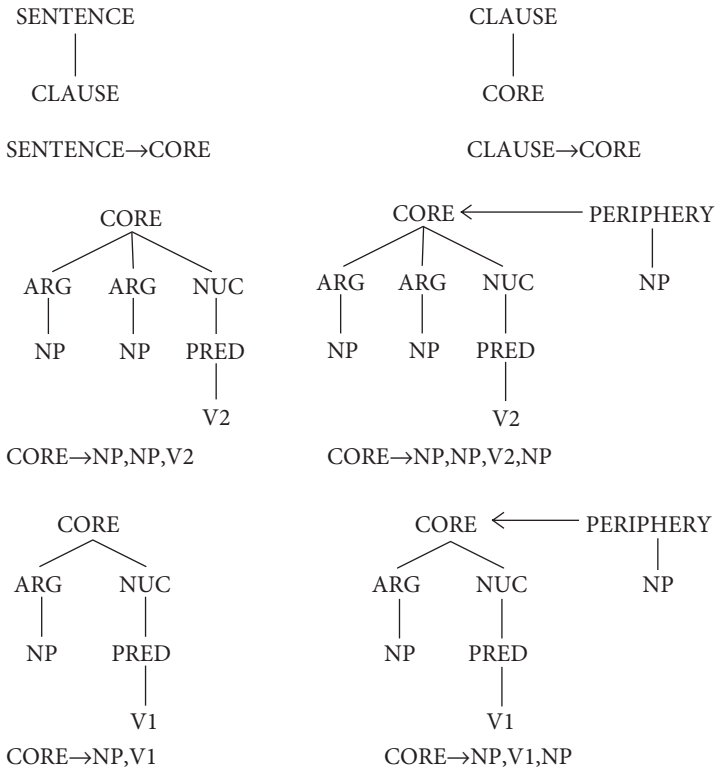 SENTENCE CLAUSE
CLAUSE CORE
SENTENCE→CORE CLAUSE→CORE
CORE CORE PERIPHERY
ARG ARG NUC ARG ARG NUC NP
NP NP PRED NP NP PRED
V2 V2
CORE→NP,NP,V2 CORE→NP,NP,V2,NP
CORE CORE PERIPHERY
ARG NUC ARG NUC NP
NP PRED NP PRED
V1 V1
CORE→NP,V1 CORE→NP,V1,NP